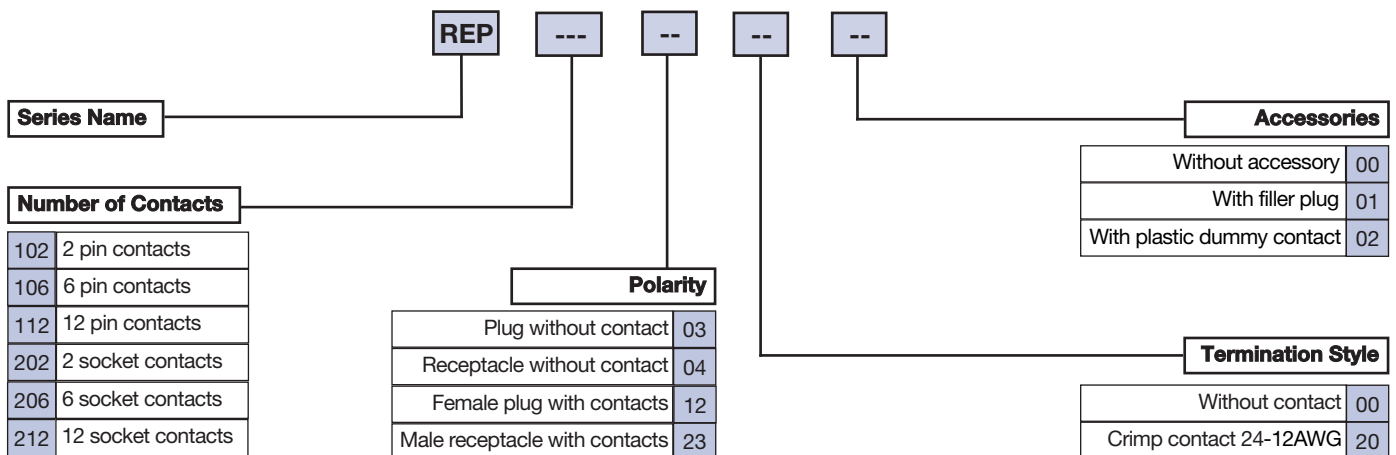 REP --- -- -- --
Series Name
Number of Contacts
102 2 pin contacts
106 6 pin contacts
112 12 pin contacts
202 2 socket contacts
206 6 socket contacts
212 12 socket contacts
Polarity
Plug without contact 03
Receptacle without contact 04
Female plug with contacts 12
Male receptacle with contacts 23
Accessories
Without accessory 00
With filler plug 01
With plastic dummy contact 02
Termination Style
Without contact 00
Crimp contact 24-12AWG 20